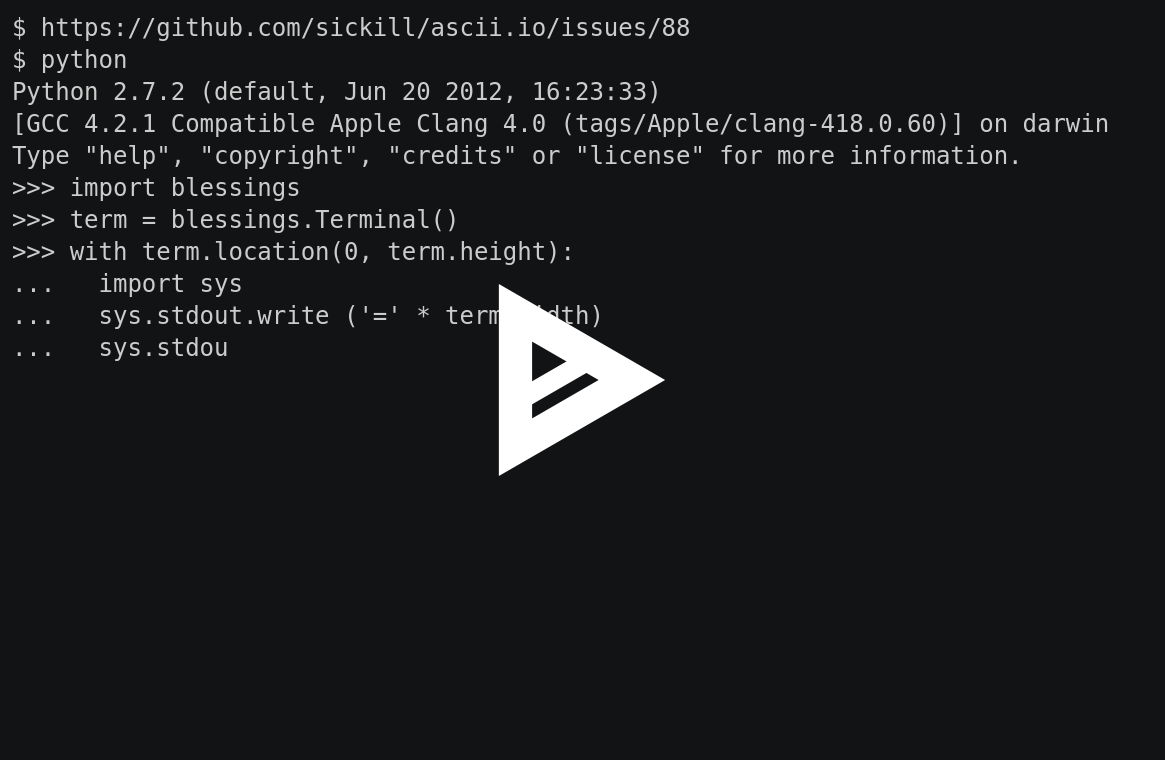 $ https://github.com/sickill/ascii.io/issues/88
$ python
Python 2.7.2 (default, Jun 20 2012, 16:23:33)
[GCC 4.2.1 Compatible Apple Clang 4.0 (tags/Apple/clang-418.0.60)] on darwin
Type "help", "copyright", "credits" or "license" for more information.
>>> import blessings
>>> term = blessings.Terminal()
>>> with term.location(0, term.height):
...   import sys
...   sys.stdout.write ('=' * term
...   sys.stdou